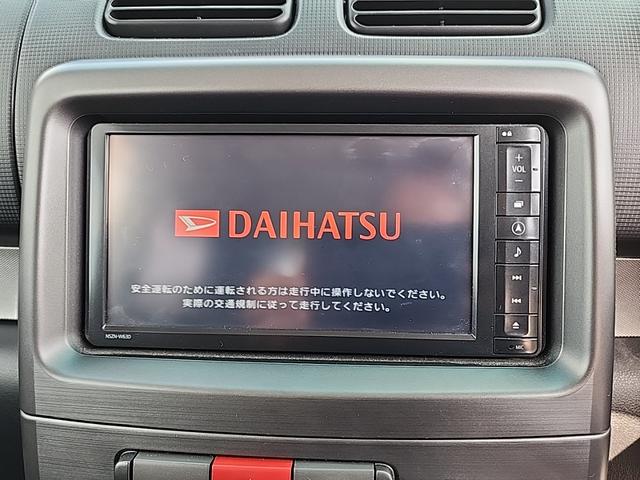 DAIHATSU
安全運転のために運転される方は走行中に操作しないでください。
実際の交通規制に従って走行してください。
NSZN-W63D
+
VOL
−
MIC